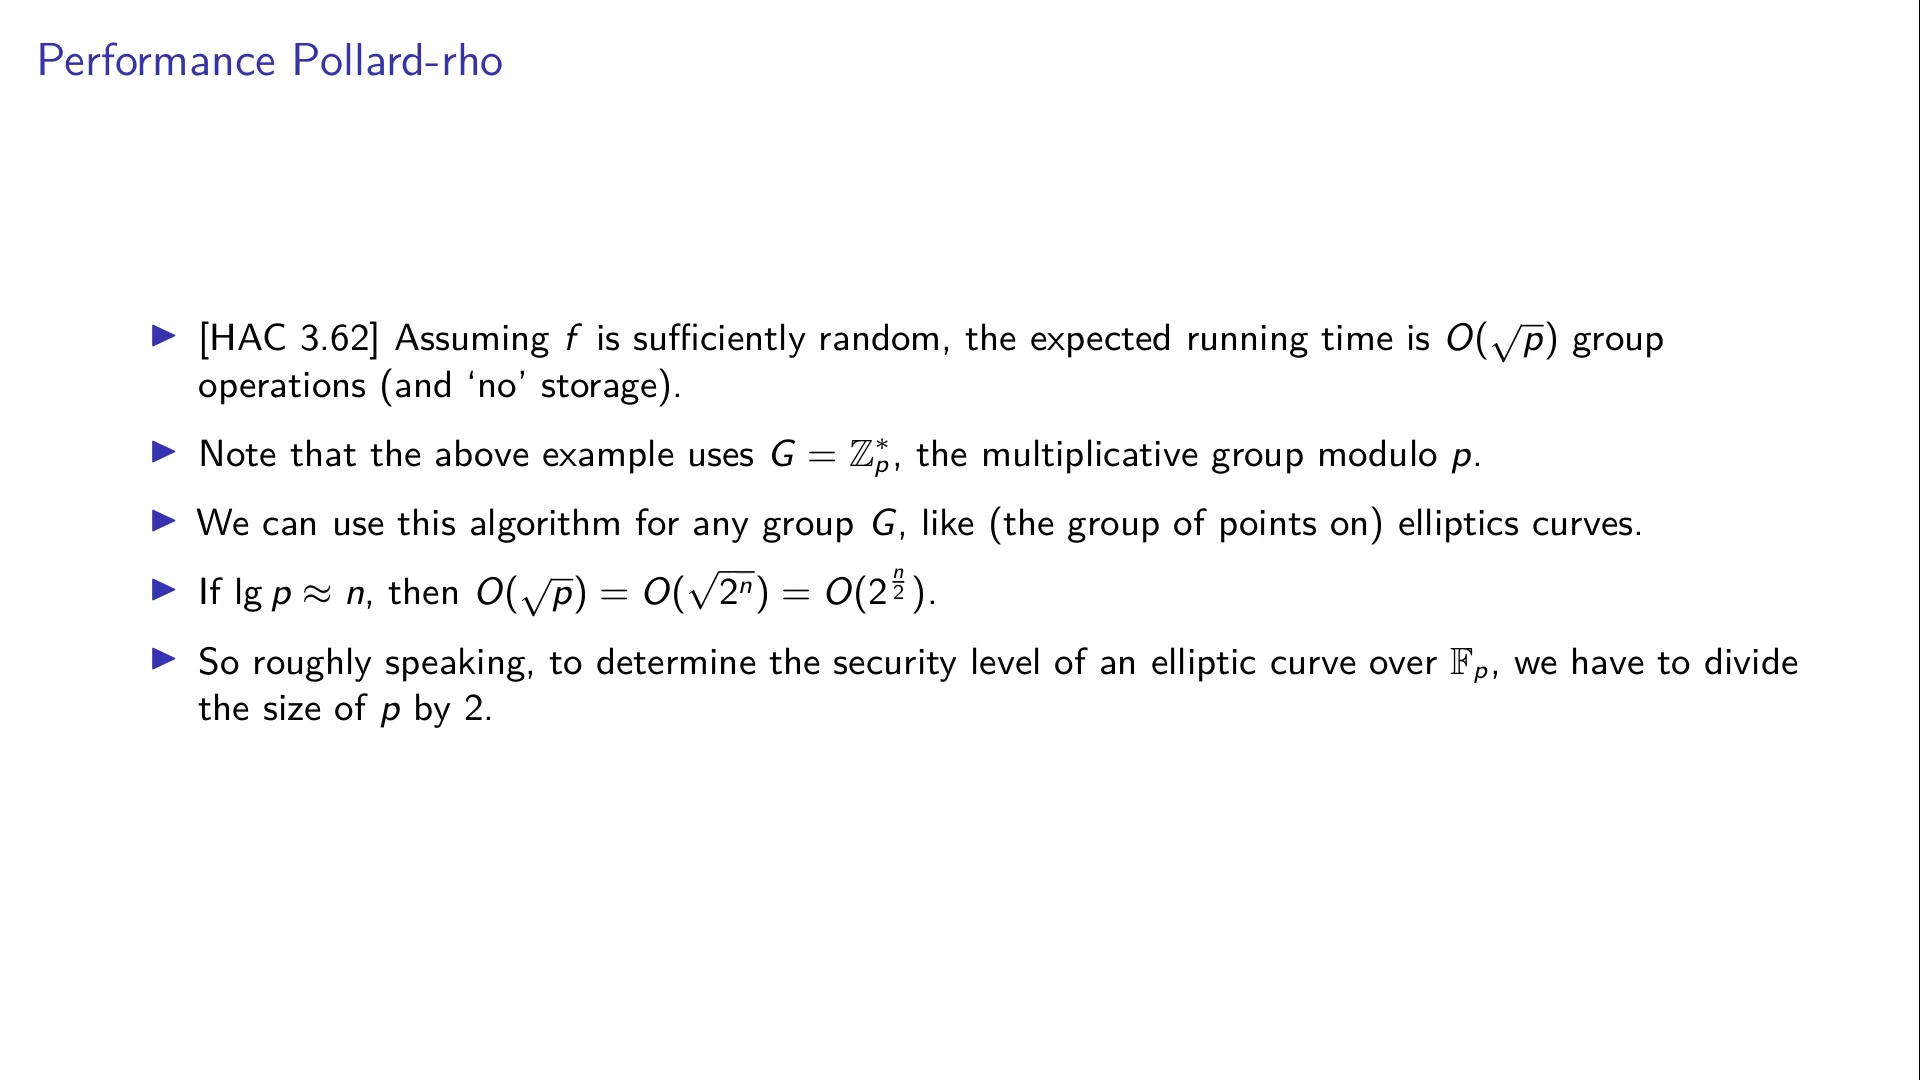 Performance Pollard-rho
▶ [HAC 3.62] Assuming f is sufficiently random, the expected running time is O(√p) group
operations (and ‘no’ storage).
▶ Note that the above example uses G = ℤ*ₚ, the multiplicative group modulo p.
▶ We can use this algorithm for any group G, like (the group of points on) elliptics curves.
▶ If lg p ≈ n, then O(√p) = O(√2ⁿ) = O(2^(n/2)).
▶ So roughly speaking, to determine the security level of an elliptic curve over 𝔽ₚ, we have to divide
the size of p by 2.